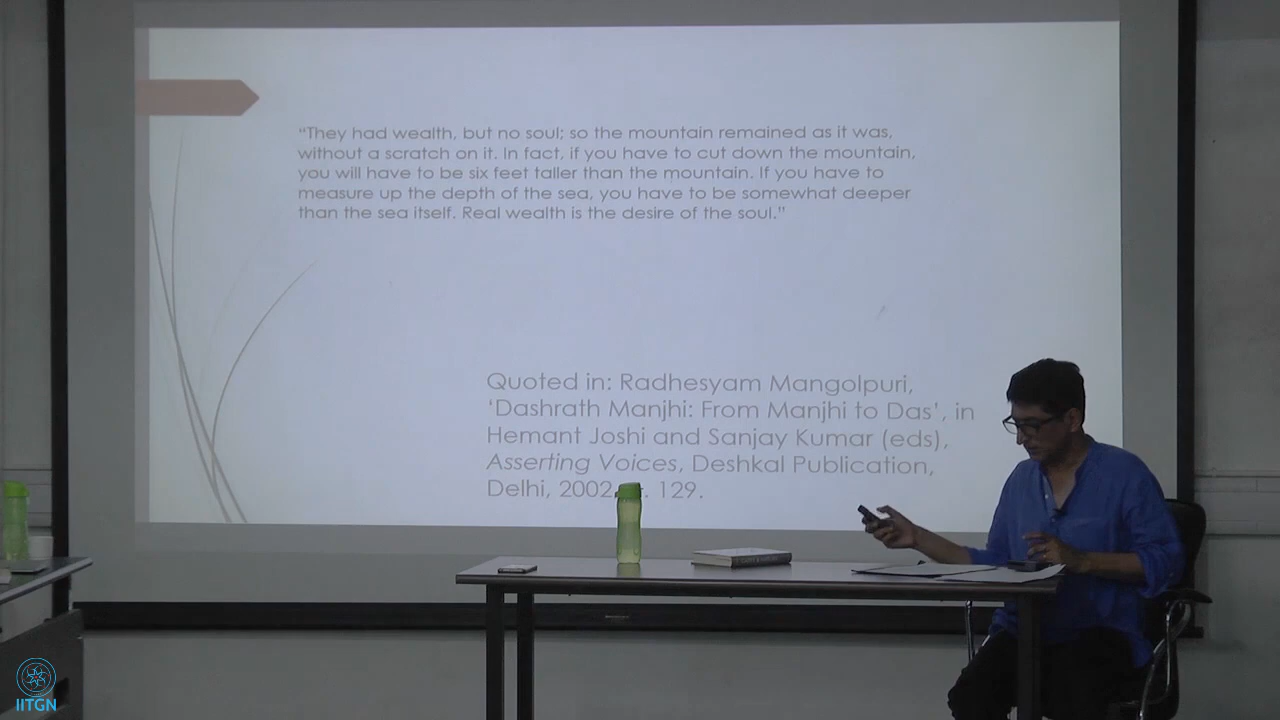 “They had wealth, but no soul; so the mountain remained as it was,
without a scratch on it. In fact, if you have to cut down the mountain,
you will have to be six feet taller than the mountain. If you have to
measure up the depth of the sea, you have to be somewhat deeper
than the sea itself. Real wealth is the desire of the soul.”
Quoted in: Radhesyam Mangolpuri,
‘Dashrath Manjhi: From Manjhi to Das’, in
Hemant Joshi and Sanjay Kumar (eds),
Asserting Voices, Deshkal Publication,
Delhi, 2002, . 129.
IITGN